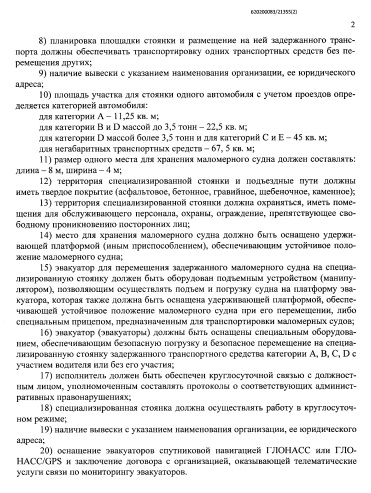 620200083/21355(2)
2
8) планировка площадки стоянки и размещение на ней задержанного транс-
порта должны обеспечивать транспортировку одних транспортных средств без пе-
ремещения других;
9) наличие вывески с указанием наименования организации, ее юридического
адреса;
10) площадь участка для стоянки одного автомобиля с учетом проездов опре-
деляется категорией автомобиля:
для категории А – 11,25 кв. м;
для категории В и D массой до 3,5 тонн – 22,5 кв. м;
для категории D массой более 3,5 тонн и для категорий С и Е – 45 кв. м;
для негабаритных транспортных средств – 67, 5 кв. м;
11) размер одного места для хранения маломерного судна должен составлять:
длина – 8 м, ширина – 4 м;
12) территория специализированной стоянки и подъездные пути должны
иметь твердое покрытие (асфальтовое, бетонное, гравийное, щебеночное, каменное);
13) территория специализированной стоянки должна охраняться, иметь поме-
щения для обслуживающего персонала, охраны, ограждение, препятствующее сво-
бодному проникновению посторонних лиц;
14) место для хранения маломерного судна должно быть оснащено удержи-
вающей платформой (иным приспособлением), обеспечивающим устойчивое поло-
жение маломерного судна;
15) эвакуатор для перемещения задержанного маломерного судна на специа-
лизированную стоянку должен быть оборудован подъемным устройством (манипу-
лятором), позволяющим осуществлять подъем и погрузку судна на платформу эва-
куатора, которая также должна быть оснащена удерживающей платформой, обеспе-
чивающей устойчивое положение маломерного судна при его перемещении, либо
специальным прицепом, предназначенным для транспортировки маломерных судов;
16) эвакуатор (эвакуаторы) должны быть оснащены специальным оборудова-
нием, обеспечивающим безопасную погрузку и безопасное перемещение на специа-
лизированную стоянку задержанного транспортного средства категории А, В, С, D с
участием водителя или без его участия;
17) исполнитель должен быть обеспечен круглосуточной связью с должност-
ным лицом, уполномоченным составлять протоколы о соответствующих админист-
ративных правонарушениях;
18) специализированная стоянка должна осуществлять работу в круглосуточ-
ном режиме;
19) наличие вывески с указанием наименования организации, ее юридического
адреса;
20) оснащение эвакуаторов спутниковой навигацией ГЛОНАСС или ГЛО-
НАСС/GPS и заключение договора с организацией, оказывающей телематические
услуги связи по мониторингу эвакуаторов.